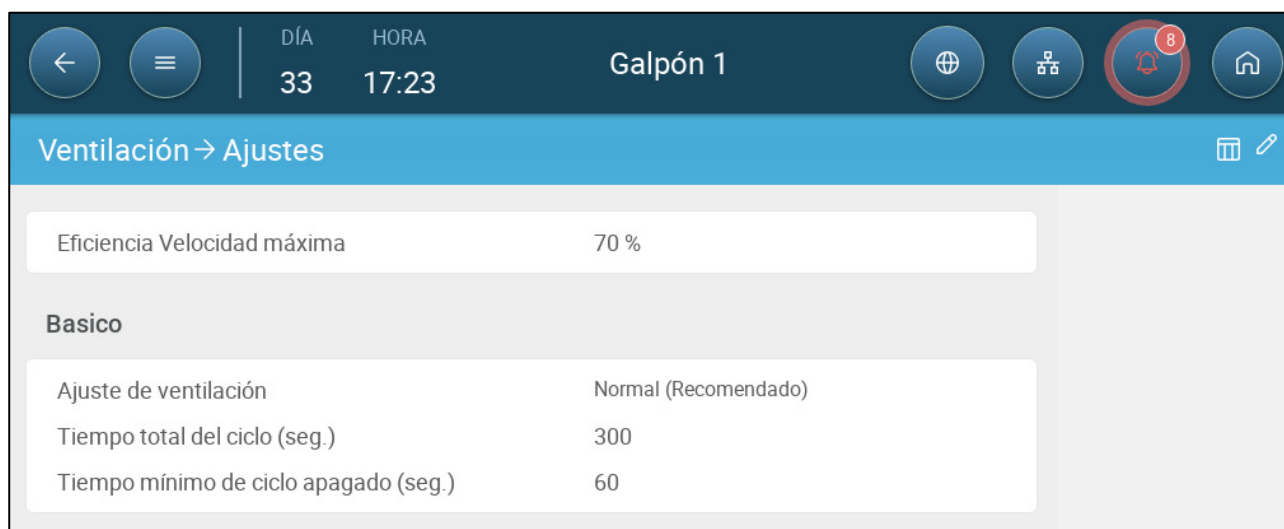 DÍA HORA
33 17:23
Galpón 1
8
Ventilación → Ajustes
Eficiencia Velocidad máxima 70 %
Basico
Ajuste de ventilación Normal (Recomendado)
Tiempo total del ciclo (seg.) 300
Tiempo mínimo de ciclo apagado (seg.) 60